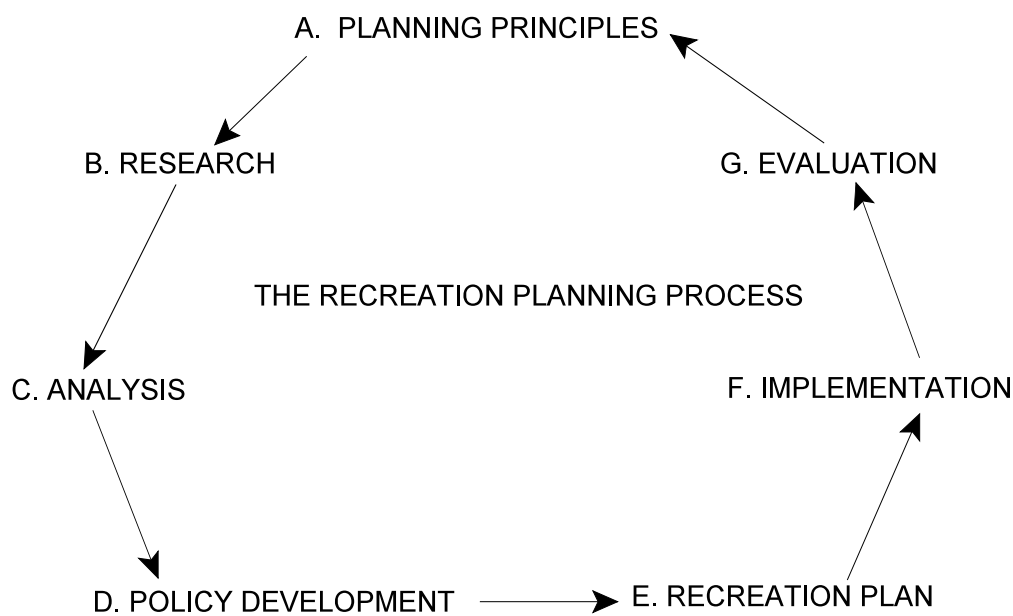 A. PLANNING PRINCIPLES
B. RESEARCH
G. EVALUATION
THE RECREATION PLANNING PROCESS
C. ANALYSIS
F. IMPLEMENTATION
D. POLICY DEVELOPMENT
E. RECREATION PLAN